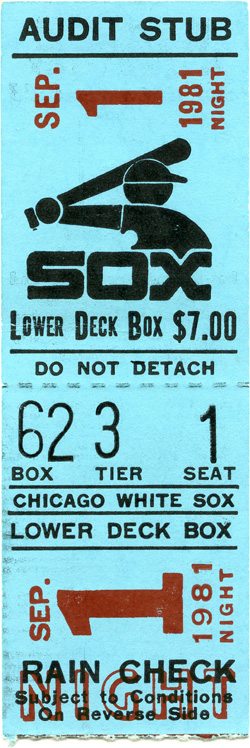 AUDIT STUB
SEP. 1 1981 NIGHT
SOX
LOWER DECK BOX $7.00
DO NOT DETACH
62 3 1
BOX TIER SEAT
CHICAGO WHITE SOX
LOWER DECK BOX
SEP. 1 1981 NIGHT
NIGHT
RAIN CHECK
Subject to Conditions
On Reverse Side